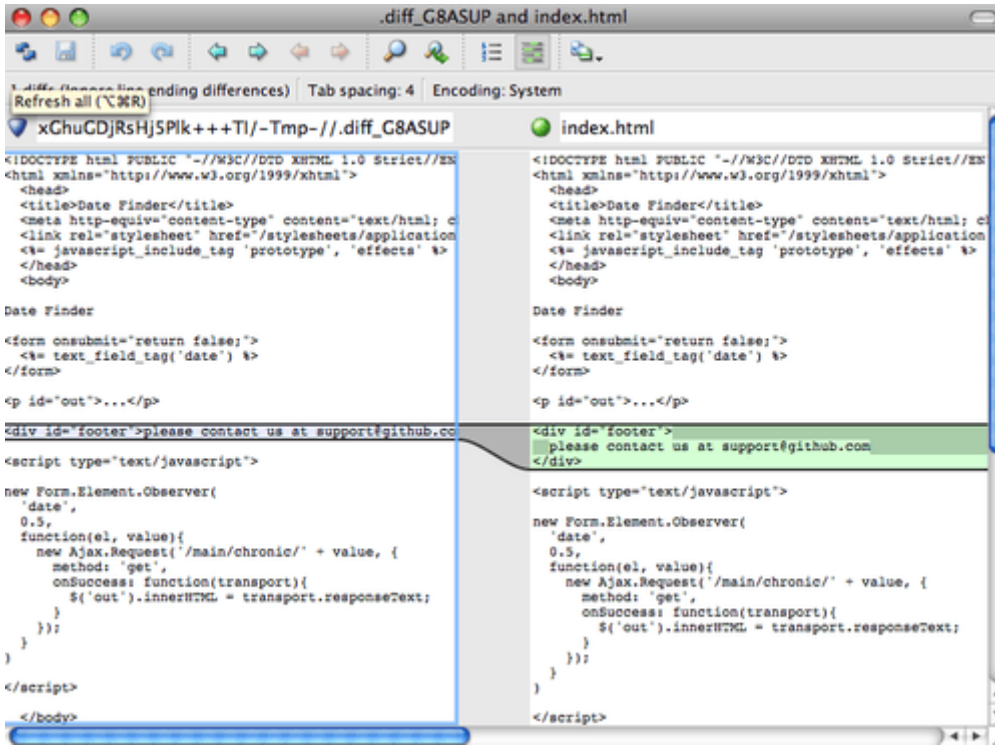 .diff_G8ASUP and index.html
ending differences) Tab spacing: 4 Encoding: System
Refresh all (⌥⌘R)
xGhuGDjRsHj5Plk+++TI/-Tmp-//.diff_G8ASUP
<!DOCTYPE html PUBLIC "-//W3C//DTD XHTML 1.0 Strict//EN
<html xmlns="http://www.w3.org/1999/xhtml">
  <head>
  <title>Date Finder</title>
  <meta http-equiv="content-type" content="text/html; c
  <link rel="stylesheet" href="/stylesheets/application
  <%= javascript_include_tag 'prototype', 'effects' %>
  </head>
  <body>
Date Finder
<form onsubmit="return false;">
  <%= text_field_tag('date') %>
</form>
<p id="out">...</p>
<div id="footer">please contact us at support@github.co
<script type="text/javascript">
new Form.Element.Observer(
  'date',
  0.5,
  function(el, value){
    new Ajax.Request('/main/chronic/' + value, {
      method: 'get',
      onSuccess: function(transport){
        $('out').innerHTML = transport.responseText;
      }
    });
  }
)
</script>
  </body>
index.html
<!DOCTYPE html PUBLIC "-//W3C//DTD XHTML 1.0 Strict//EN
<html xmlns="http://www.w3.org/1999/xhtml">
  <head>
  <title>Date Finder</title>
  <meta http-equiv="content-type" content="text/html; cl
  <link rel="stylesheet" href="/stylesheets/application
  <%= javascript_include_tag 'prototype', 'effects' %>
  </head>
  <body>
Date Finder
<form onsubmit="return false;">
  <%= text_field_tag('date') %>
</form>
<p id="out">...</p>
<div id="footer">
  please contact us at support@github.com
</div>
<script type="text/javascript">
new Form.Element.Observer(
  'date',
  0.5,
  function(el, value){
    new Ajax.Request('/main/chronic/' + value, {
      method: 'get',
      onSuccess: function(transport){
        $('out').innerHTML = transport.responseText;
      }
    });
  }
)
</script>